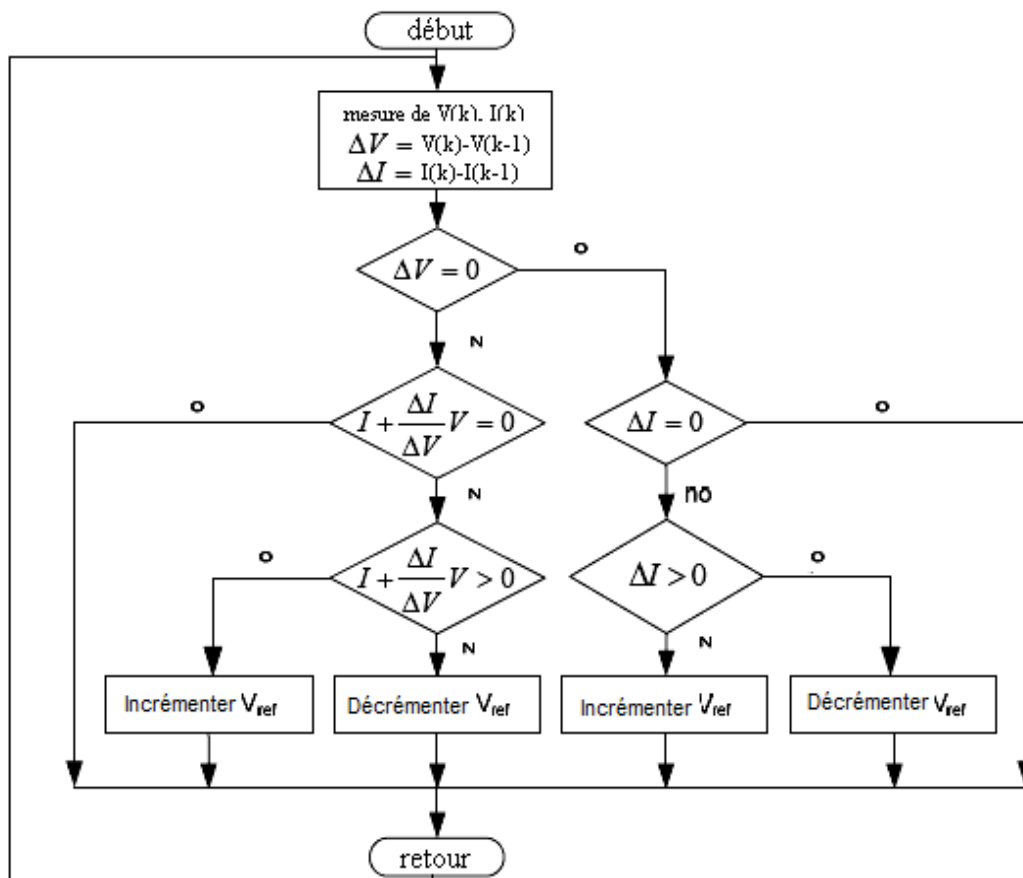 début
mesure de V(k), I(k)
ΔV = V(k)-V(k-1)
ΔI = I(k)-I(k-1)
o
ΔV = 0
N
o
I + ΔI/ΔV V = 0
ΔI = 0
o
N
no
o
I + ΔI/ΔV V > 0
ΔI > 0
o
N
N
Incrémenter Vref
Décrémenter Vref
Incrémenter Vref
Décrémenter Vref
retour